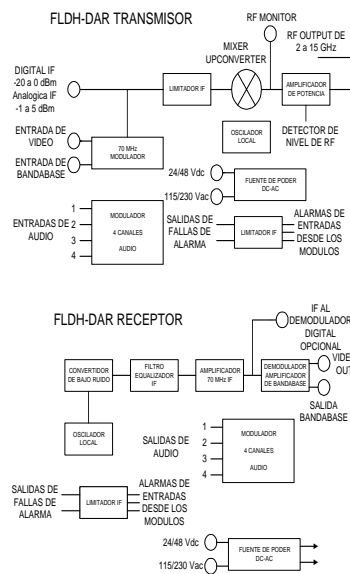 FLDH-DAR TRANSMISOR
RF MONITOR
MIXER
UPCONVERTER
RF OUTPUT DE
2 a 15 GHz
DIGITAL IF
-20 a 0 dBm
Analogica IF
-1 a 5 dBm
LIMITADOR IF
AMPLIFICADOR
DE POTENCIA
OSCILADOR
LOCAL
DETECTOR DE
NIVEL DE RF
ENTRADA DE
VIDEO
ENTRADA DE
BANDABASE
70 MHz
MODULADOR
24/48 Vdc
115/230 Vac
FUENTE DE PODER
DC-AC
ENTRADAS DE
AUDIO
1
2
3
4
MODULADOR
4 CANALES
AUDIO
SALIDAS DE
FALLAS DE
ALARMA
LIMITADOR IF
ALARMAS DE
ENTRADAS
DESDE LOS
MODULOS
FLDH-DAR RECEPTOR
IF AL
DEMODULADOR
DIGITAL
OPCIONAL
VIDE
OUT
CONVERTIDOR
DE BAJO RUIDO
FILTRO
EQUALIZADOR
IF
AMPLIFICADOR
70 MHz IF
DEMODULADOR
AMPLIFICADOR
DE BANDABASE
SALIDA
BANDABASE
OSCILADOR
LOCAL
SALIDAS DE
AUDIO
1
2
3
4
MODULADOR
4 CANALES
AUDIO
SALIDAS DE
FALLAS DE
ALARMA
LIMITADOR IF
ALARMAS DE
ENTRADAS
DESDE LOS
MODULOS
24/48 Vdc
115/230 Vac
FUENTE DE PODER
DC-AC